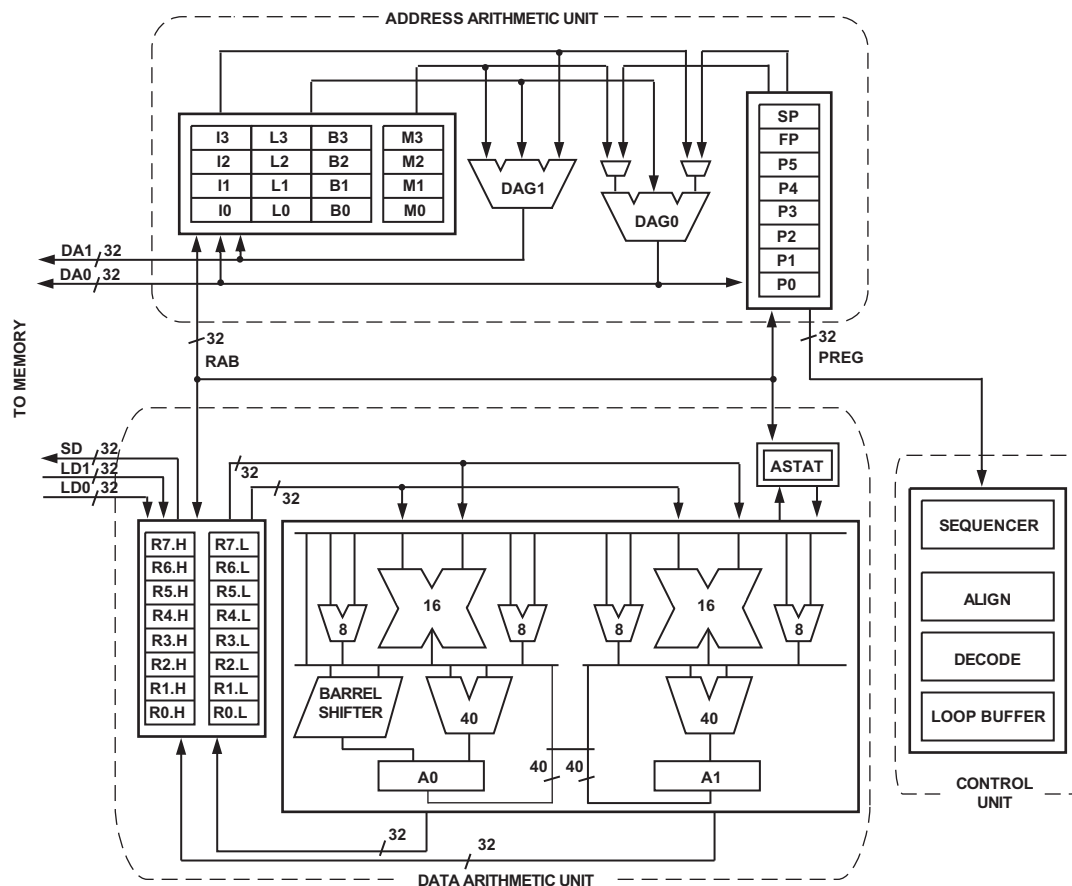 ADDRESS ARITHMETIC UNIT
SP
FP
P5
P4
P3
P2
P1
P0
I3 L3 B3 M3
I2 L2 B2 M2
I1 L1 B1 M1
I0 L0 B0 M0
DAG1
DAG0
DA1 32
DA0 32
TO MEMORY
32
RAB
32
PREG
SD 32
LD1 32
LD0 32
32
32
ASTAT
R7.H R7.L
R6.H R6.L
R5.H R5.L
R4.H R4.L
R3.H R3.L
R2.H R2.L
R1.H R1.L
R0.H R0.L
16
16
8
8
8
8
BARREL
SHIFTER
40
40
A0
40
40
A1
32
32
DATA ARITHMETIC UNIT
SEQUENCER
ALIGN
DECODE
LOOP BUFFER
CONTROL
UNIT